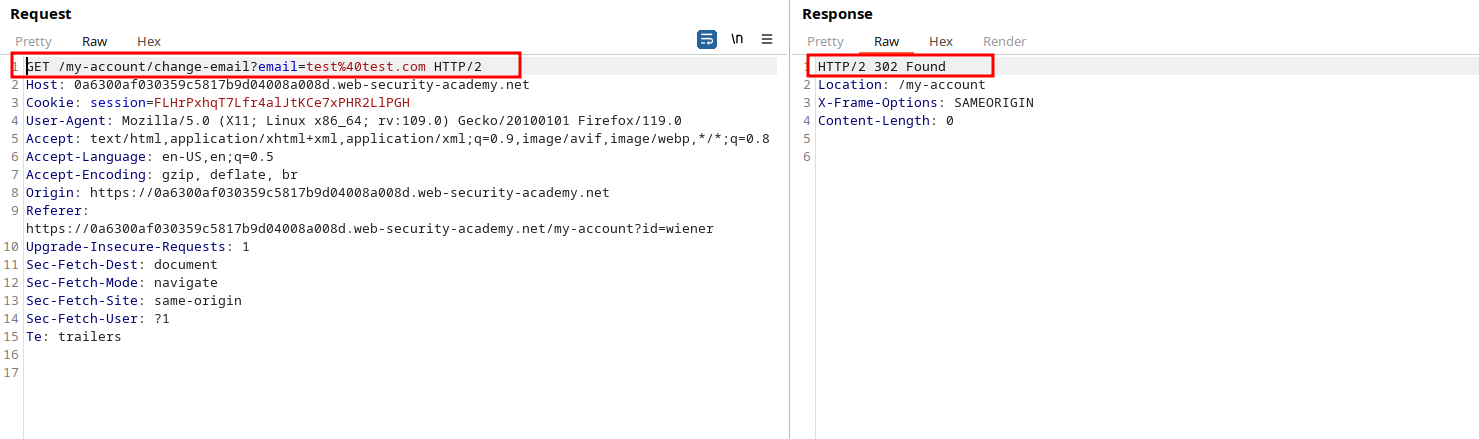 Request
Pretty Raw Hex \n
1 GET /my-account/change-email?email=test%40test.com HTTP/2
2 Host: 0a6300af030359c5817b9d04008a008d.web-security-academy.net
3 Cookie: session=FLHrPxhqT7Lfr4alJtKCe7xPHR2LlPGH
4 User-Agent: Mozilla/5.0 (X11; Linux x86_64; rv:109.0) Gecko/20100101 Firefox/119.0
5 Accept: text/html,application/xhtml+xml,application/xml;q=0.9,image/avif,image/webp,*/*;q=0.8
6 Accept-Language: en-US,en;q=0.5
7 Accept-Encoding: gzip, deflate, br
8 Origin: https://0a6300af030359c5817b9d04008a008d.web-security-academy.net
9 Referer:
https://0a6300af030359c5817b9d04008a008d.web-security-academy.net/my-account?id=wiener
10 Upgrade-Insecure-Requests: 1
11 Sec-Fetch-Dest: document
12 Sec-Fetch-Mode: navigate
13 Sec-Fetch-Site: same-origin
14 Sec-Fetch-User: ?1
15 Te: trailers
16
17
Response
Pretty Raw Hex Render
1 HTTP/2 302 Found
2 Location: /my-account
3 X-Frame-Options: SAMEORIGIN
4 Content-Length: 0
5
6